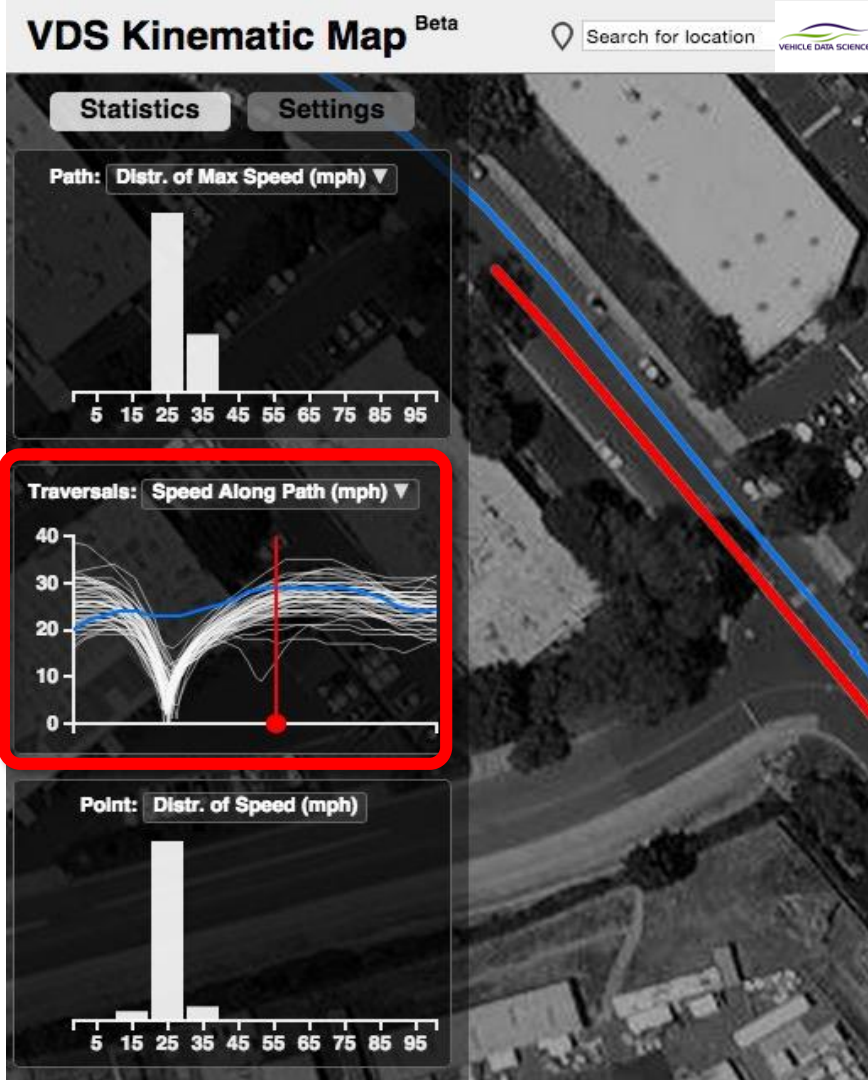 VDS Kinematic Map Beta
Search for location
VEHICLE DATA SCIENCE
Statistics
Settings
Path: Distr. of Max Speed (mph) ▼
5 15 25 35 45 55 65 75 85 95
Traversals: Speed Along Path (mph) ▼
40
30
20
10
0
Point: Distr. of Speed (mph)
5 15 25 35 45 55 65 75 85 95